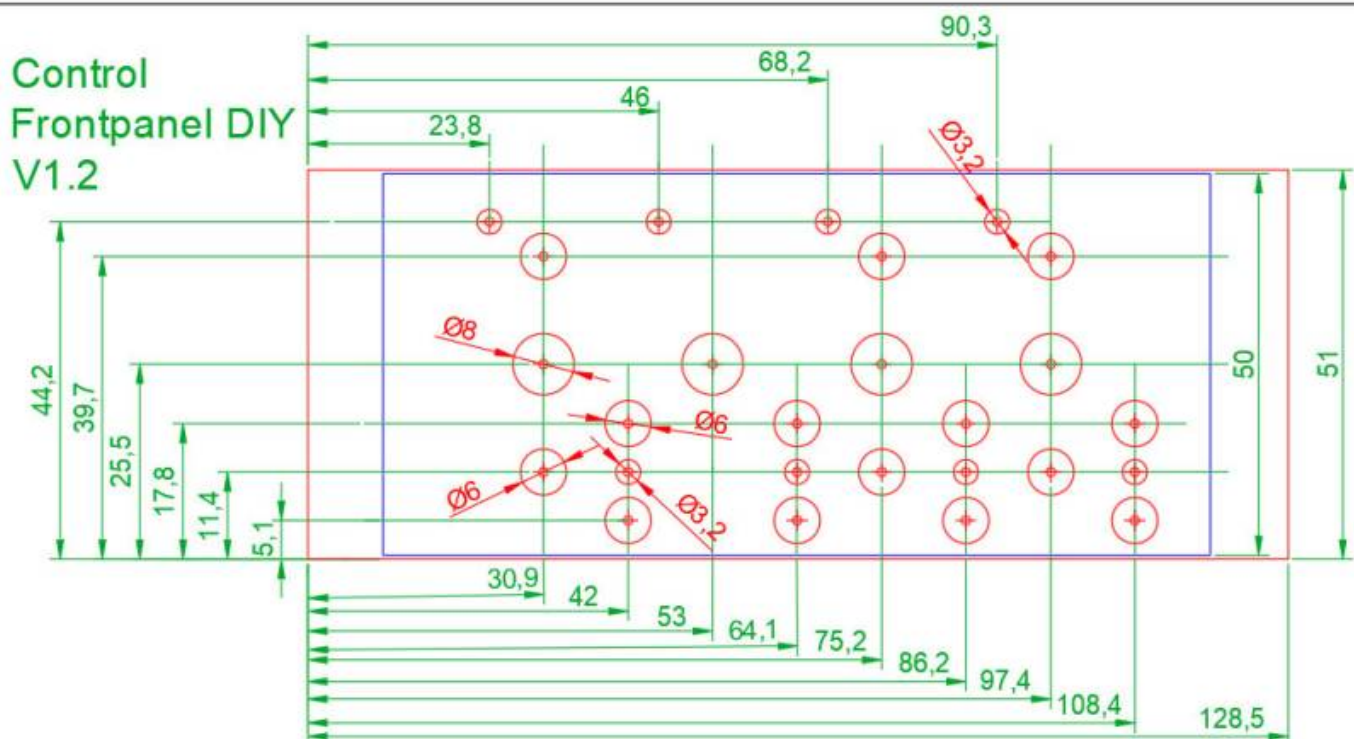 90,3
68,2
46
23,8
Control
Frontpanel DIY
V1.2
Ø3,2
44,2
39,7
25,5
17,8
11,4
5,1
Ø8
Ø6
Ø6
Ø3,2
50
51
30,9
42
53
64,1
75,2
86,2
97,4
108,4
128,5